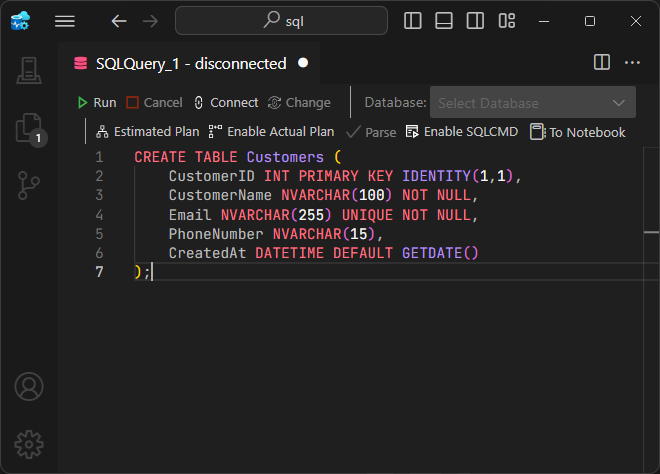 sql
SQLQuery_1 - disconnected
Run Cancel Connect Change Database: Select Database
Estimated Plan Enable Actual Plan Parse Enable SQLCMD To Notebook
1
1 CREATE TABLE Customers (
2 CustomerID INT PRIMARY KEY IDENTITY(1,1),
3 CustomerName NVARCHAR(100) NOT NULL,
4 Email NVARCHAR(255) UNIQUE NOT NULL,
5 PhoneNumber NVARCHAR(15),
6 CreatedAt DATETIME DEFAULT GETDATE()
7 );